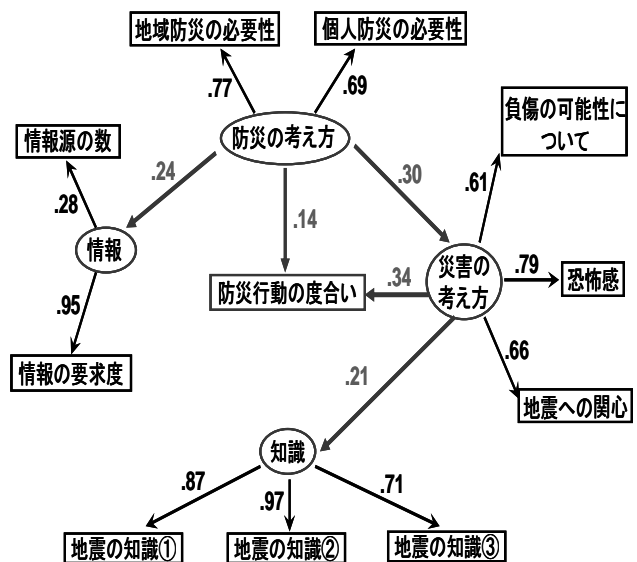 地域防災の必要性
個人防災の必要性
.77
.69
負傷の可能性に
ついて
情報源の数
防災の考え方
.24
.30
.61
.28
.14
情報
災害の
考え方
.79
恐怖感
.34
防災行動の度合い
.95
.66
情報の要求度
.21
地震への関心
知識
.87
.97
.71
地震の知識①
地震の知識②
地震の知識③